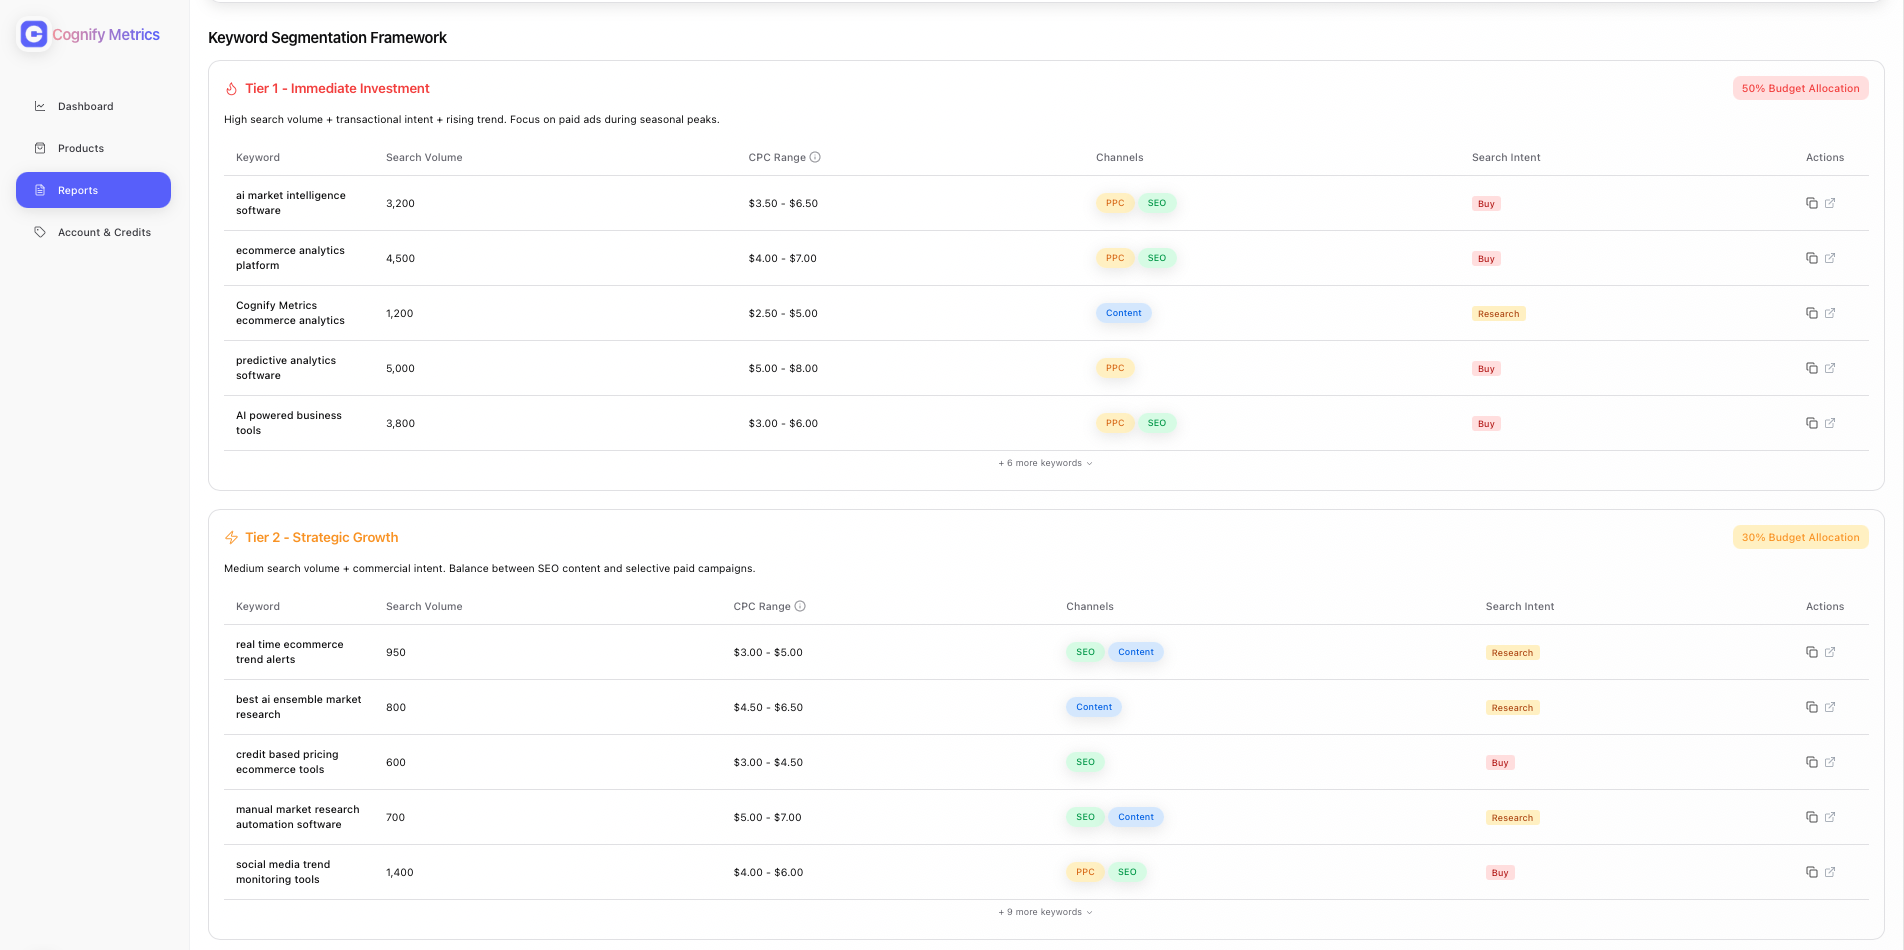 Cognify Metrics
Dashboard
Products
Reports
Account & Credits
Keyword Segmentation Framework
Tier 1 - Immediate Investment
50% Budget Allocation
High search volume + transactional intent + rising trend. Focus on paid ads during seasonal peaks.
Keyword Search Volume CPC Range Channels Search Intent Actions
ai market intelligence
software
3,200 $3.50 - $6.50 PPC SEO Buy
ecommerce analytics
platform
4,500 $4.00 - $7.00 PPC SEO Buy
Cognify Metrics
ecommerce analytics
1,200 $2.50 - $5.00 Content Research
predictive analytics
software
5,000 $5.00 - $8.00 PPC Buy
AI powered business
tools
3,800 $3.00 - $6.00 PPC SEO Buy
+ 6 more keywords
Tier 2 - Strategic Growth
30% Budget Allocation
Medium search volume + commercial intent. Balance between SEO content and selective paid campaigns.
Keyword Search Volume CPC Range Channels Search Intent Actions
real time ecommerce
trend alerts
950 $3.00 - $5.00 SEO Content Research
best ai ensemble market
research
800 $4.50 - $6.50 Content Research
credit based pricing
ecommerce tools
600 $3.00 - $4.50 SEO Buy
manual market research
automation software
700 $5.00 - $7.00 SEO Content Research
social media trend
monitoring tools
1,400 $4.00 - $6.00 PPC SEO Buy
+ 9 more keywords